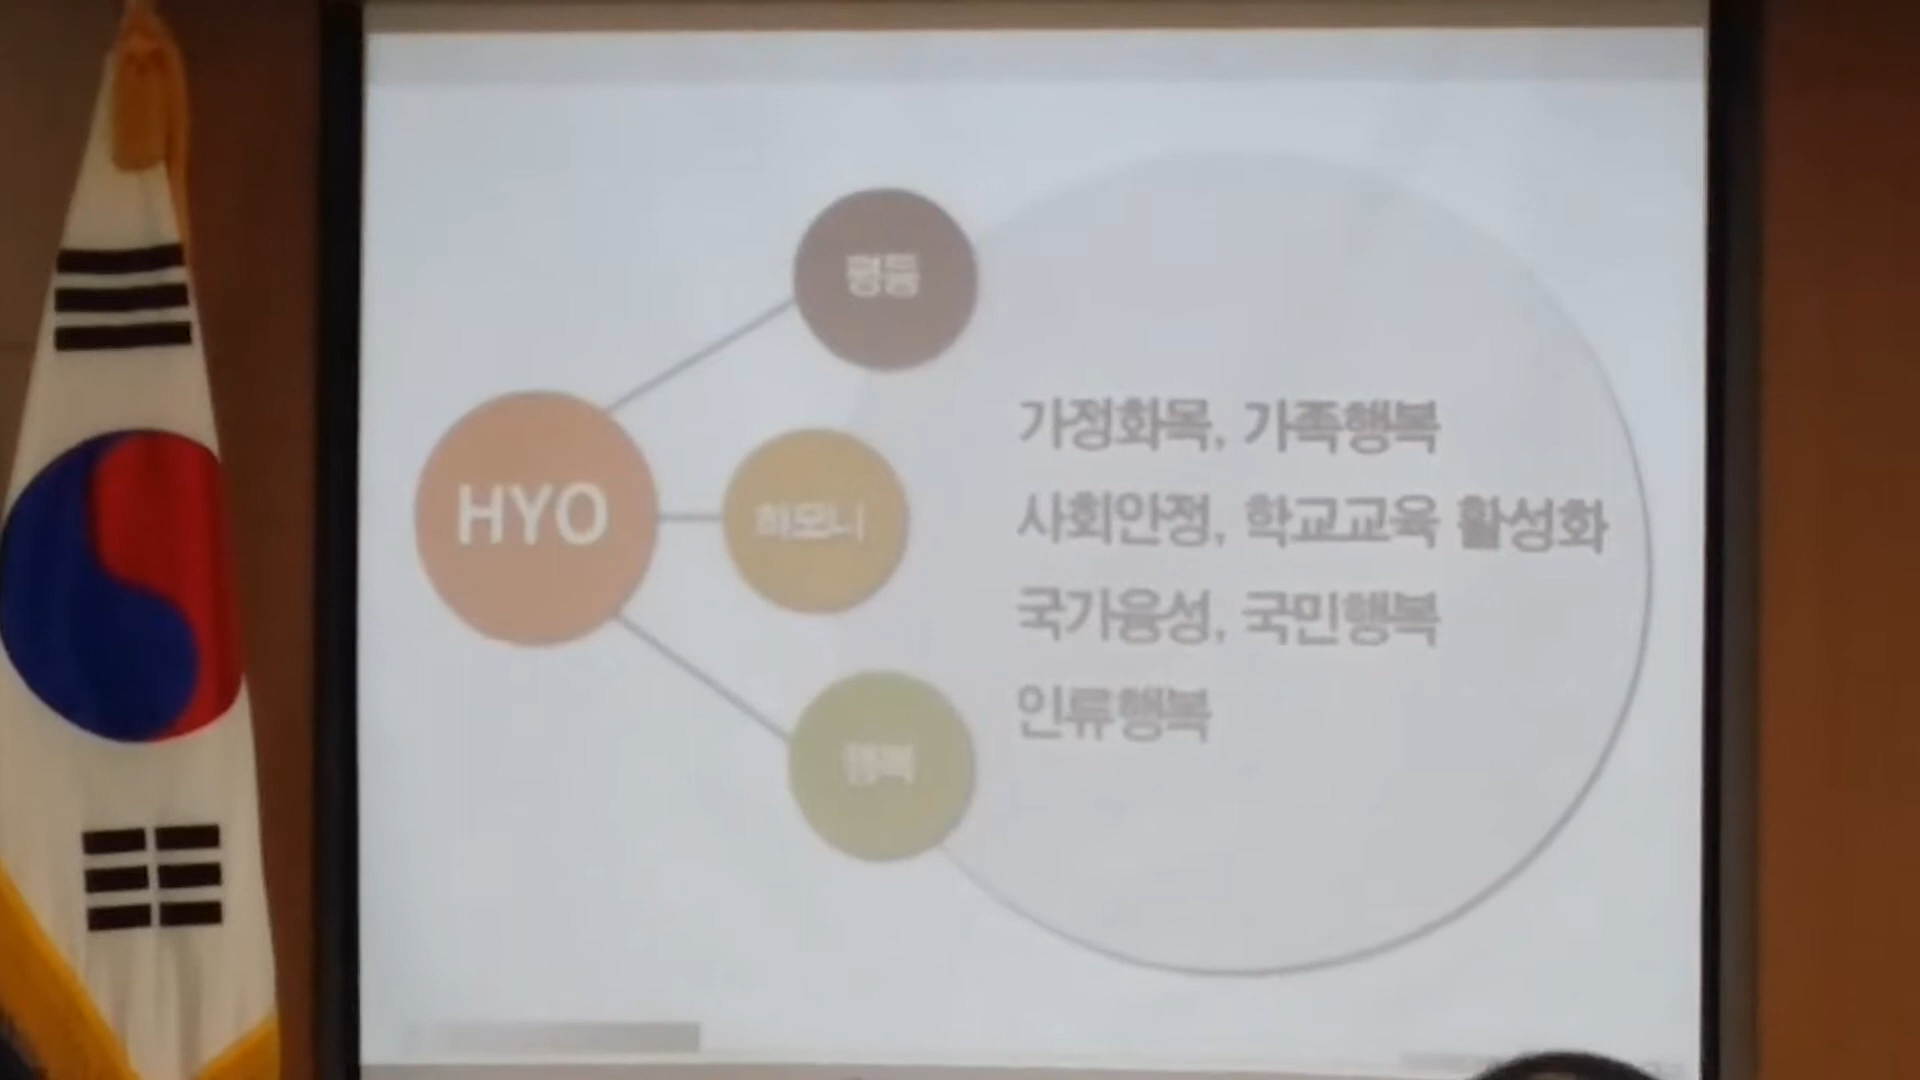 평등
HYO
하모니
행복
가정화목, 가족행복
사회안정, 학교교육 활성화
국가융성, 국민행복
인류행복